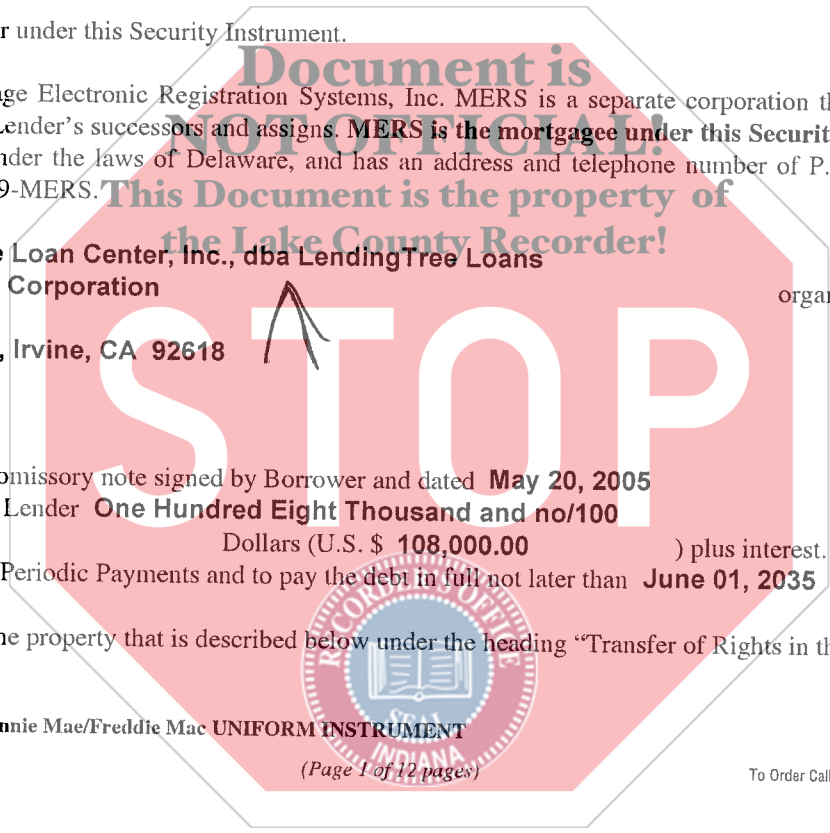 r under this Security Instrument.
Document is
ge Electronic Registration Systems, Inc. MERS is a separate corporation th
Lender's successors and assigns. MERS is the mortgagee under this Securit
NOT OFFICIAL!
nder the laws of Delaware, and has an address and telephone number of P.
9-MERS.
This Document is the property of
the Lake County Recorder!
e Loan Center, Inc., dba LendingTree Loans
Corporation
organ
, Irvine, CA 92618
STOP
omissory note signed by Borrower and dated May 20, 2005
Lender One Hundred Eight Thousand and no/100
Dollars (U.S. $ 108,000.00 ) plus interest.
Periodic Payments and to pay the debt in full not later than June 01, 2035
RECORDER'S OFFICE
he property that is described below under the heading “Transfer of Rights in th
SEAL
nnie Mae/Freddie Mac UNIFORM INSTRUMENT
INDIANA
(Page 1 of 12 pages)
To Order Call